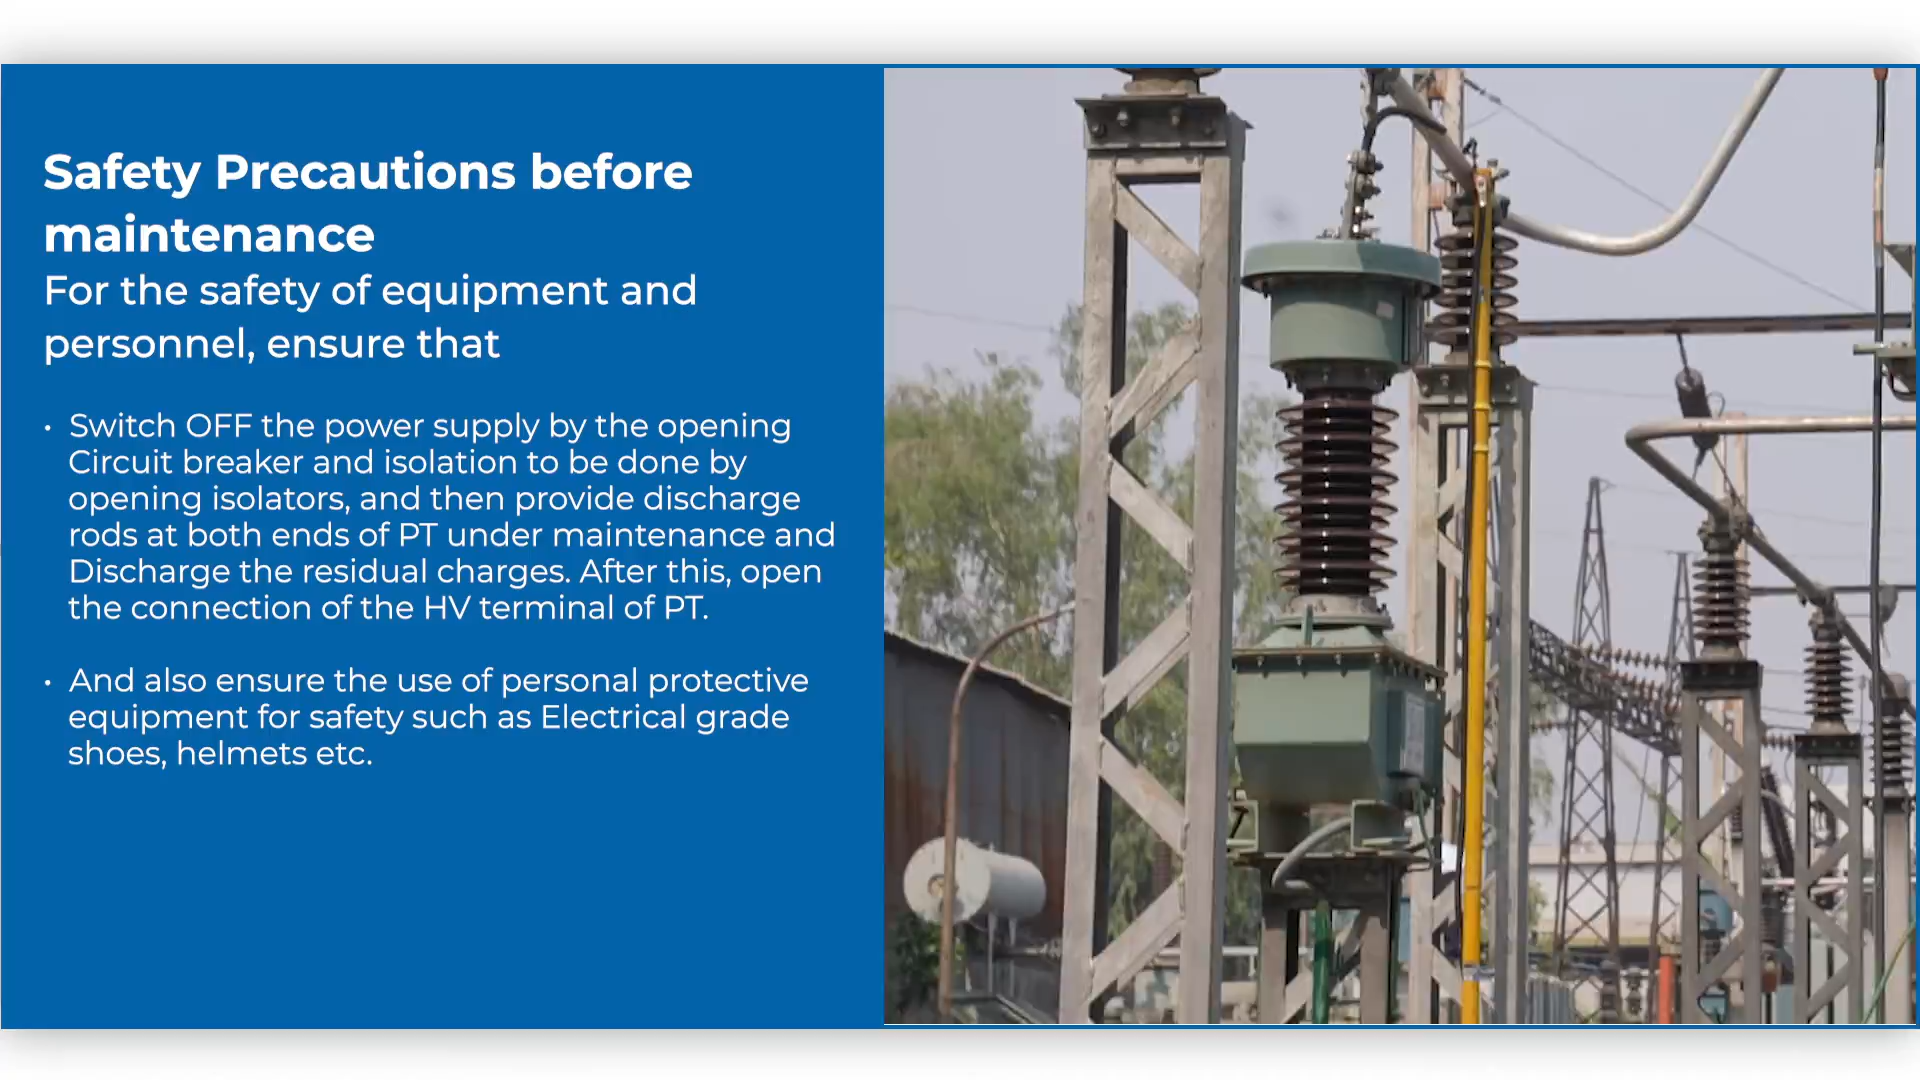 Safety Precautions before
maintenance
For the safety of equipment and
personnel, ensure that
• Switch OFF the power supply by the opening
Circuit breaker and isolation to be done by
opening isolators, and then provide discharge
rods at both ends of PT under maintenance and
Discharge the residual charges. After this, open
the connection of the HV terminal of PT.
• And also ensure the use of personal protective
equipment for safety such as Electrical grade
shoes, helmets etc.